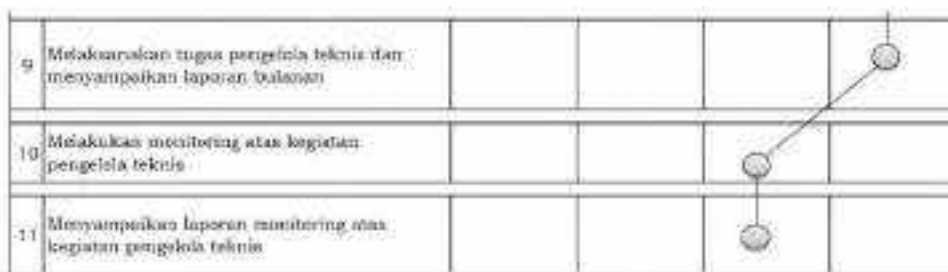 9 Melaksanakan tugas pengelola teknis dan
menyampaikan laporan bulanan
10 Melakukan monitoring atas kegiatan
pengelola teknis
11 Menyampaikan laporan monitoring atas
kegiatan pengelola teknis